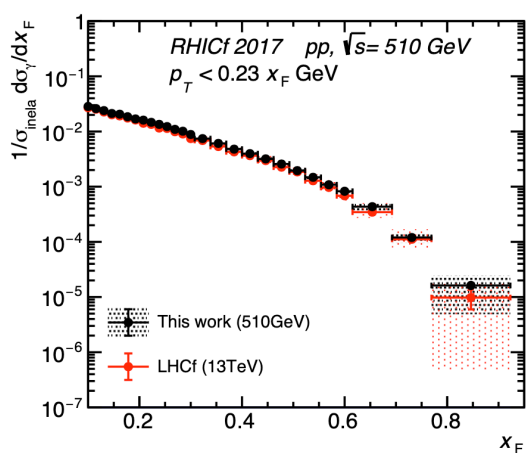 RHICf 2017 pp, √s= 510 GeV
p_T < 0.23 x_F GeV
1/σ_inela dσ_γ/dx_F
1
10⁻¹
10⁻²
10⁻³
10⁻⁴
10⁻⁵
10⁻⁶
10⁻⁷
This work (510GeV)
LHCf (13TeV)
0.2 0.4 0.6 0.8
x_F